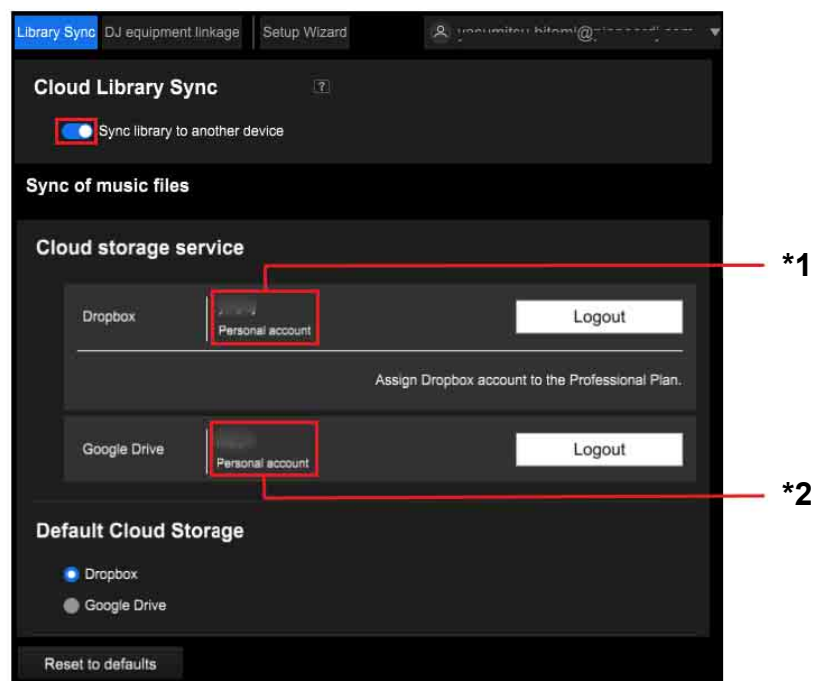 Library Sync DJ equipment linkage Setup Wizard
Cloud Library Sync ?
Sync library to another device
Sync of music files
Cloud storage service
*1
Dropbox Personal account Logout
Assign Dropbox account to the Professional Plan.
Google Drive Personal account Logout
*2
Default Cloud Storage
Dropbox
Google Drive
Reset to defaults